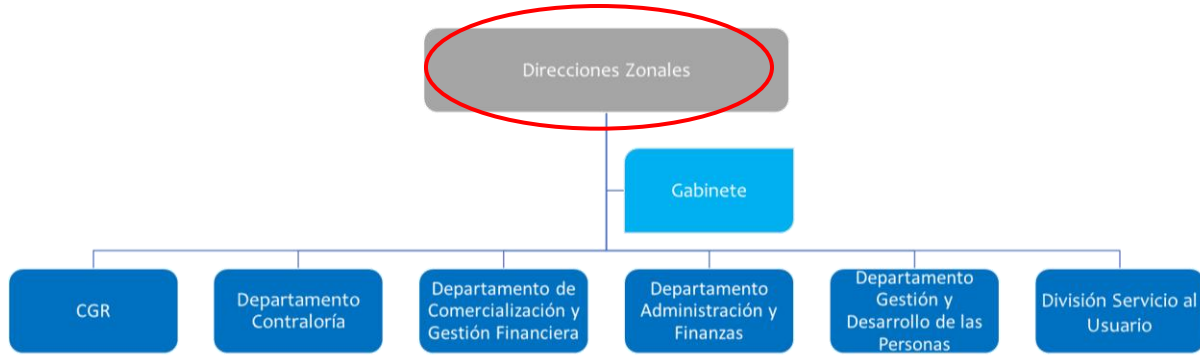 Direcciones Zonales
Gabinete
CGR
Departamento
Contraloría
Departamento de
Comercialización y
Gestión Financiera
Departamento
Administración y
Finanzas
Departamento
Gestión y
Desarrollo de las
Personas
División Servicio al
Usuario